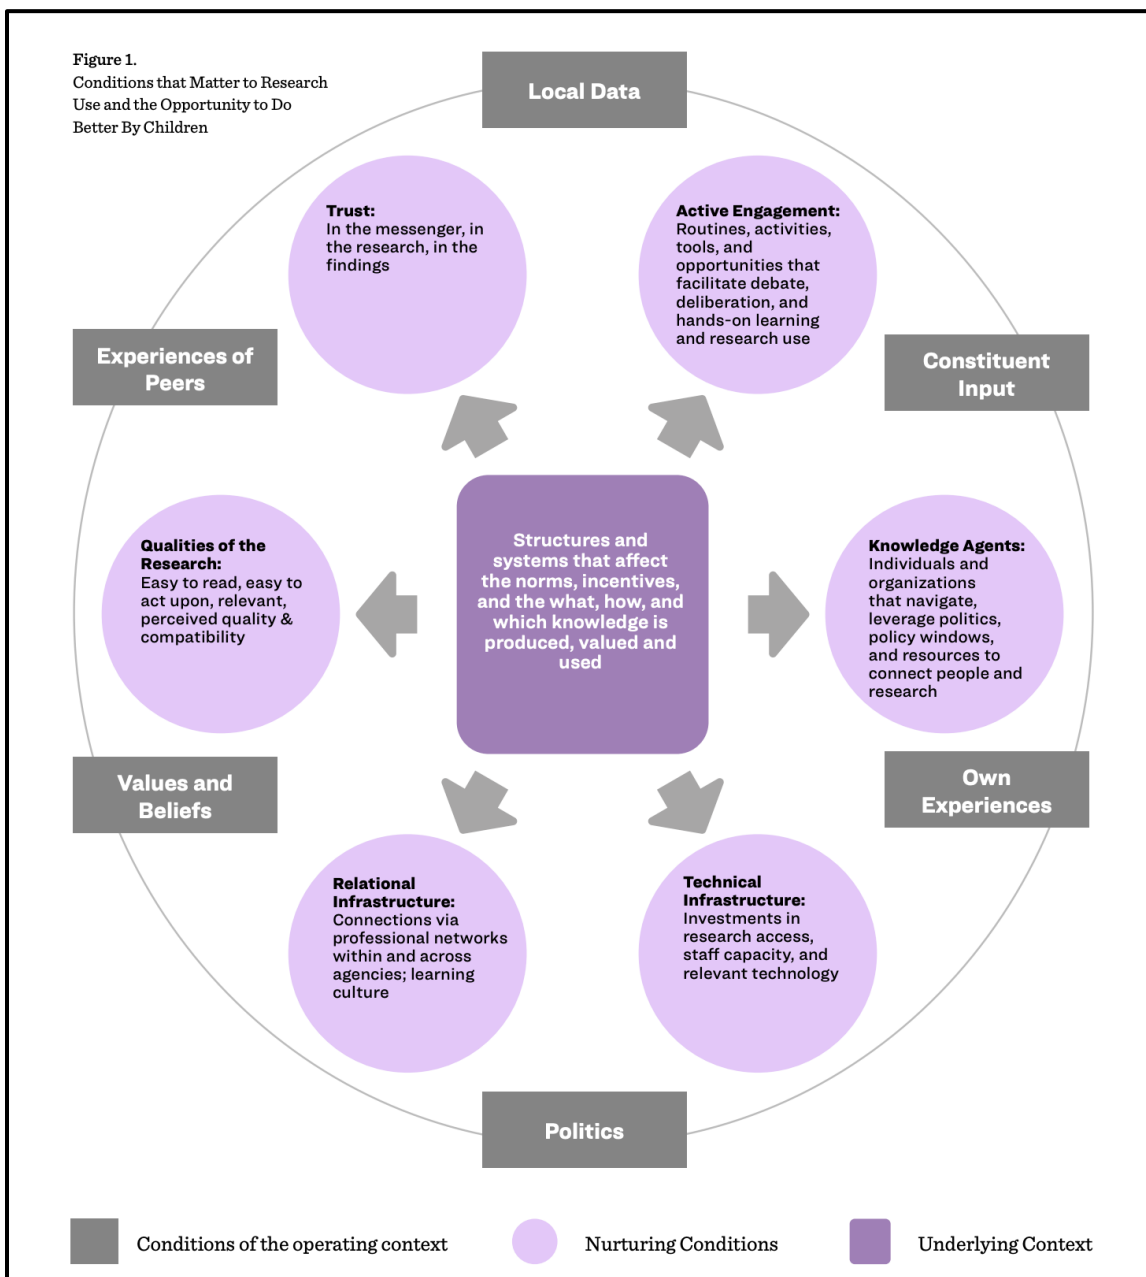 Figure 1.
Conditions that Matter to Research
Use and the Opportunity to Do
Better By Children
Local Data
Trust:
In the messenger, in
the research, in the
findings
Active Engagement:
Routines, activities,
tools, and
opportunities that
facilitate debate,
deliberation, and
hands-on learning
and research use
Experiences of
Peers
Constituent
Input
Qualities of the
Research:
Easy to read, easy to
act upon, relevant,
perceived quality &
compatibility
Structures and
systems that affect
the norms, incentives,
and the what, how, and
which knowledge is
produced, valued and
used
Knowledge Agents:
Individuals and
organizations
that navigate,
leverage politics,
policy windows,
and resources to
connect people and
research
Values and
Beliefs
Own
Experiences
Relational
Infrastructure:
Connections via
professional networks
within and across
agencies; learning
culture
Technical
Infrastructure:
Investments in
research access,
staff capacity, and
relevant technology
Politics
Conditions of the operating context
Nurturing Conditions
Underlying Context